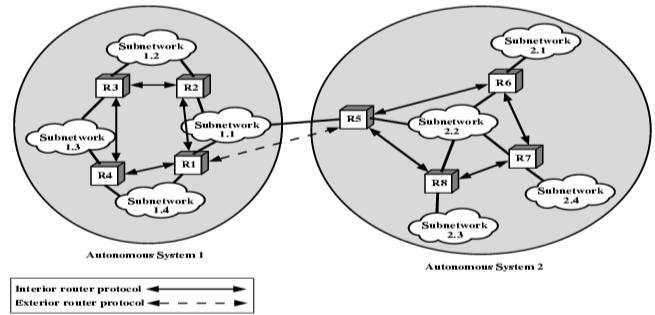 Subnetwork
2.1
Subnetwork
1.2
R3
R2
R6
Subnetwork
1.1
R5
Subnetwork
2.2
Subnetwork
1.3
R1
R7
R4
R8
Subnetwork
1.4
Subnetwork
2.4
Subnetwork
2.3
Autonomous System 1
Autonomous System 2
Interior router protocol
Exterior router protocol